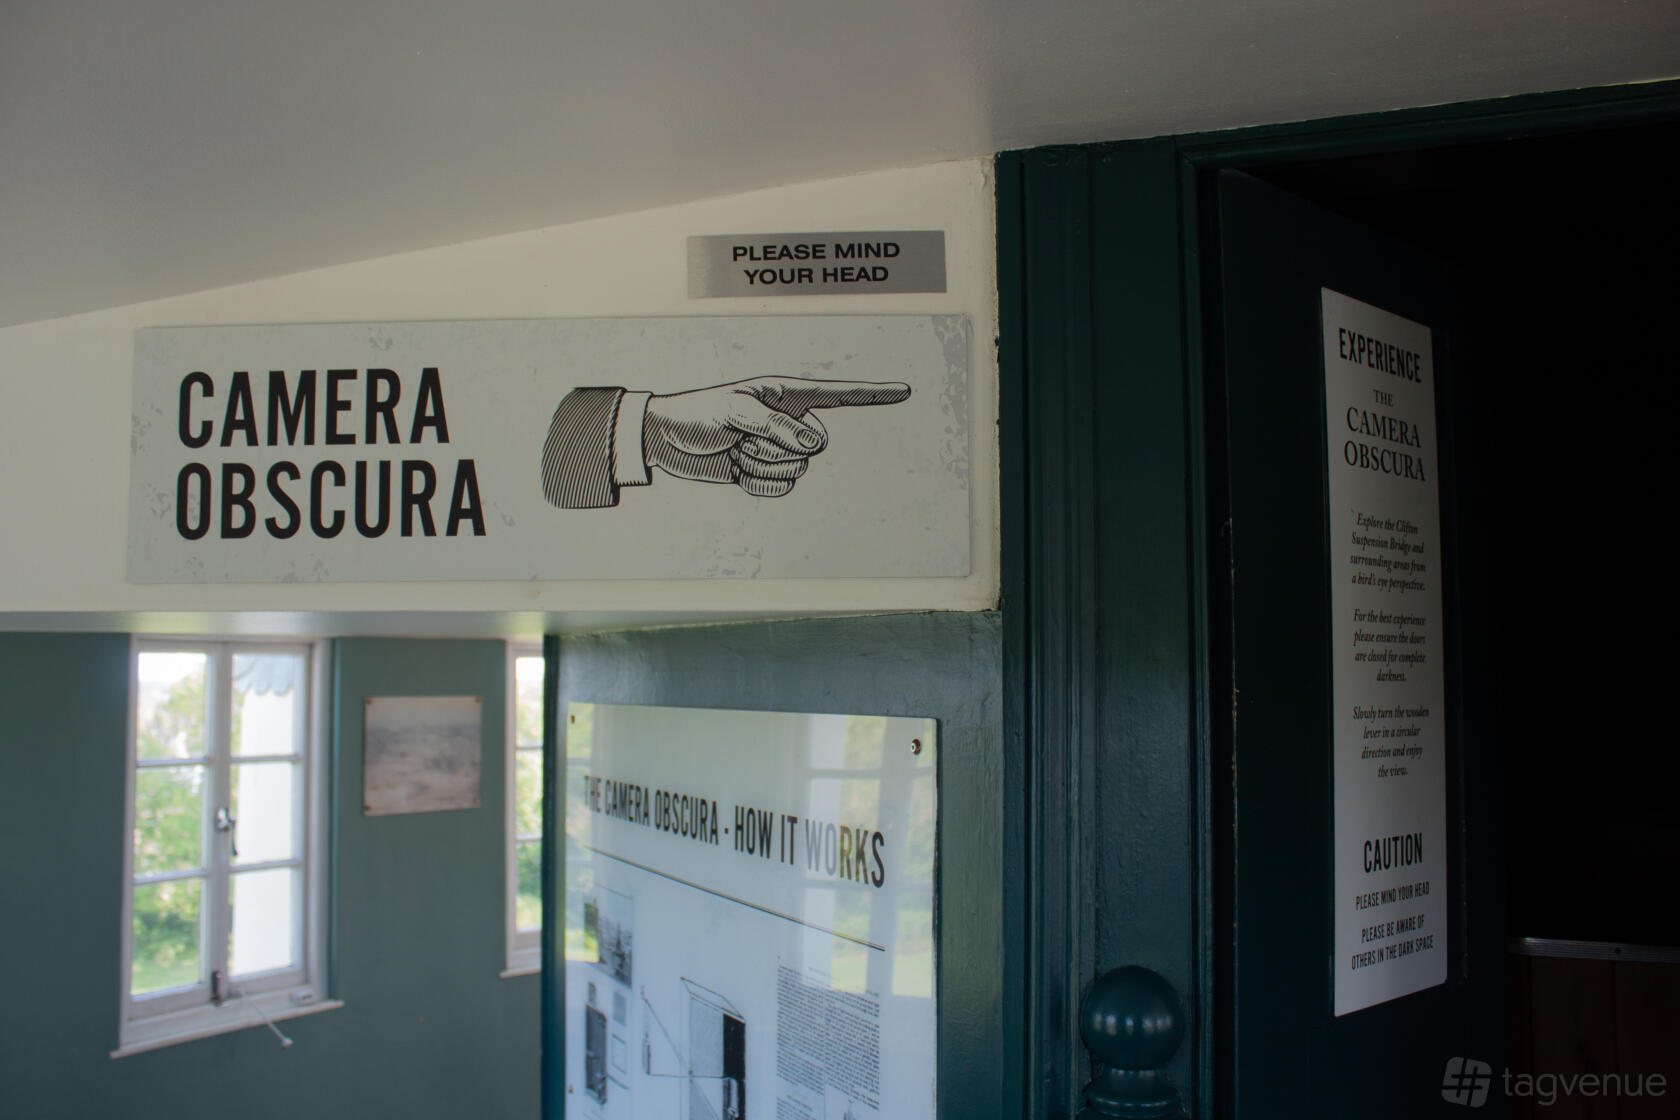 PLEASE MIND
YOUR HEAD
CAMERA
OBSCURA
THE CAMERA OBSCURA - HOW IT WORKS
EXPERIENCE
THE
CAMERA
OBSCURA
Explore the Clifton
Suspension Bridge and
surrounding areas from
a bird's eye perspective.
For the best experience
please ensure the doors
are closed for complete
darkness.
Slowly turn the wooden
lever in a circular
direction and enjoy
the view.
CAUTION
PLEASE MIND YOUR HEAD
PLEASE BE AWARE OF
OTHERS IN THE DARK SPACE
tagvenue